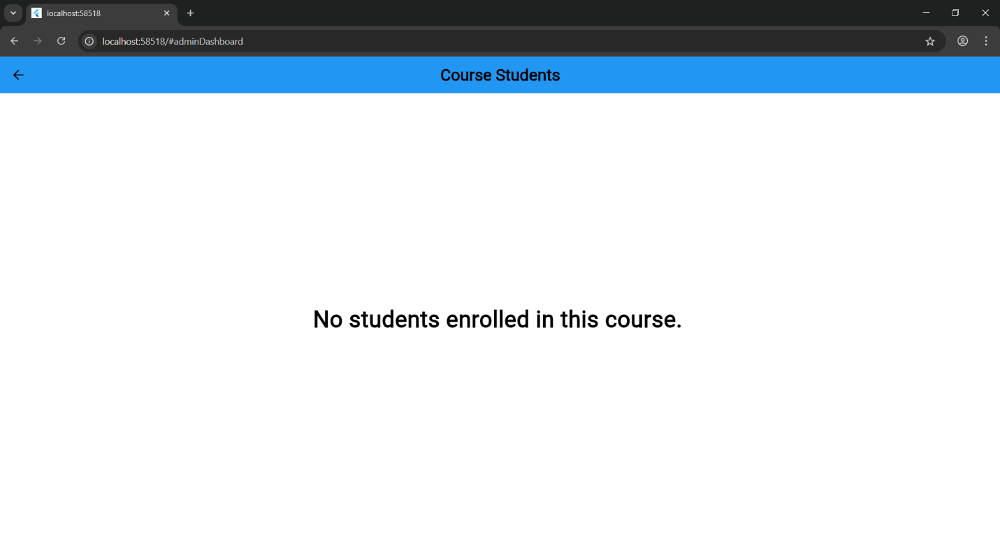 localhost:58518
localhost:58518/#adminDashboard
Course Students
No students enrolled in this course.